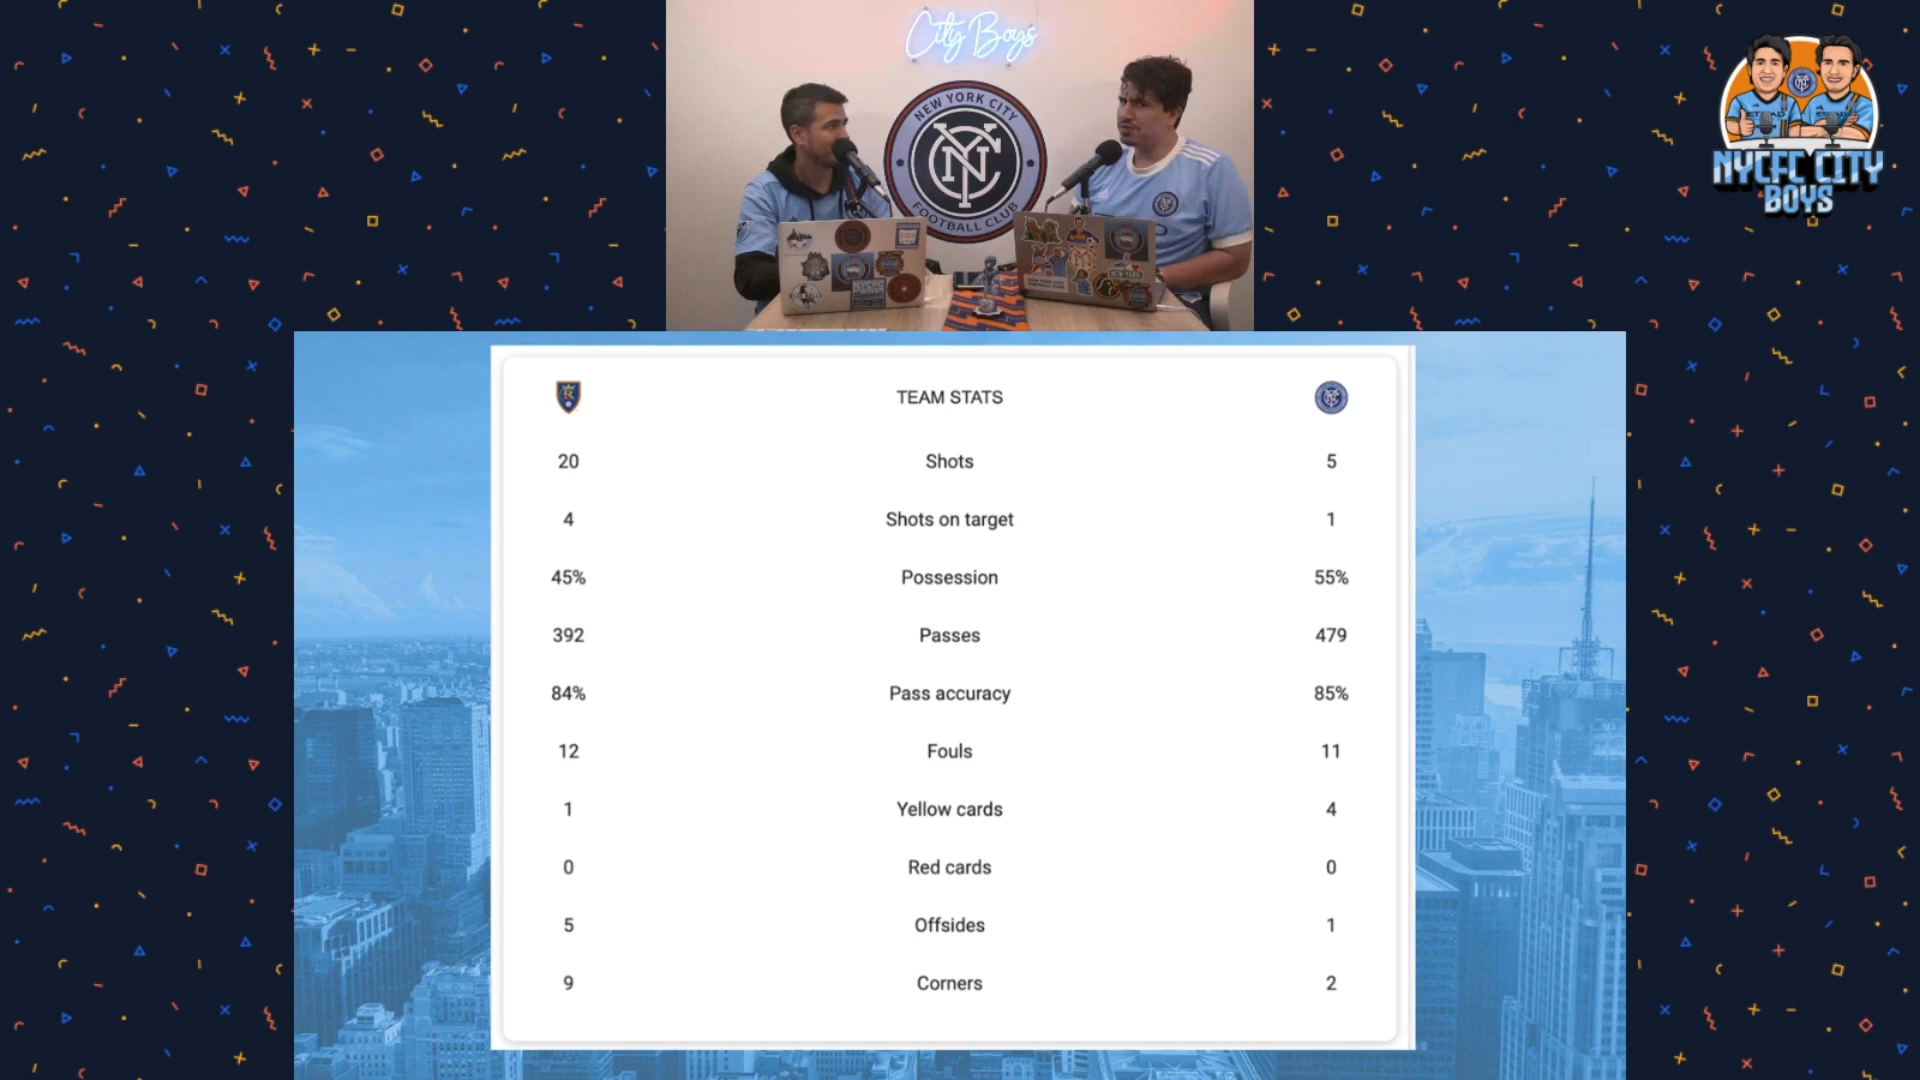 City Boys
NEW YORK CITY
NYC
FOOTBALL CLUB
NYCFC CITY
BOYS
TEAM STATS
20 Shots 5
4 Shots on target 1
45% Possession 55%
392 Passes 479
84% Pass accuracy 85%
12 Fouls 11
1 Yellow cards 4
0 Red cards 0
5 Offsides 1
9 Corners 2